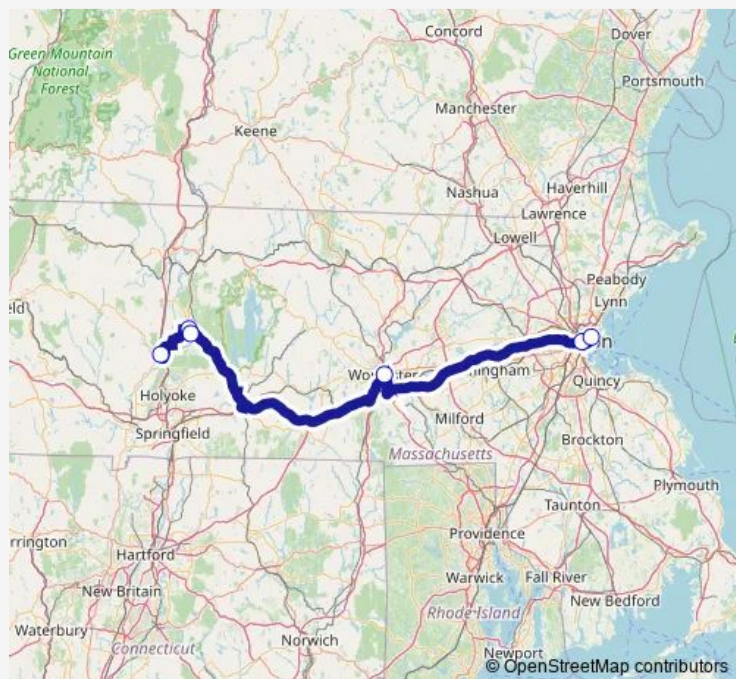 Concord
Dover
Green Mountain
National
Forest
Portsmouth
Manchester
Keene
Nashua
Haverhill
Lawrence
Lowell
Peabody
Lynn
Holyoke
Quincy
Springfield
Milford
Brockton
Massachusetts
Plymouth
Taunton
Providence
Hartford
Warwick
Fall River
New Britain
New Bedford
Rhode Island
Waterbury
Norwich
Connecticut
Newport
© OpenStreetMap contributors